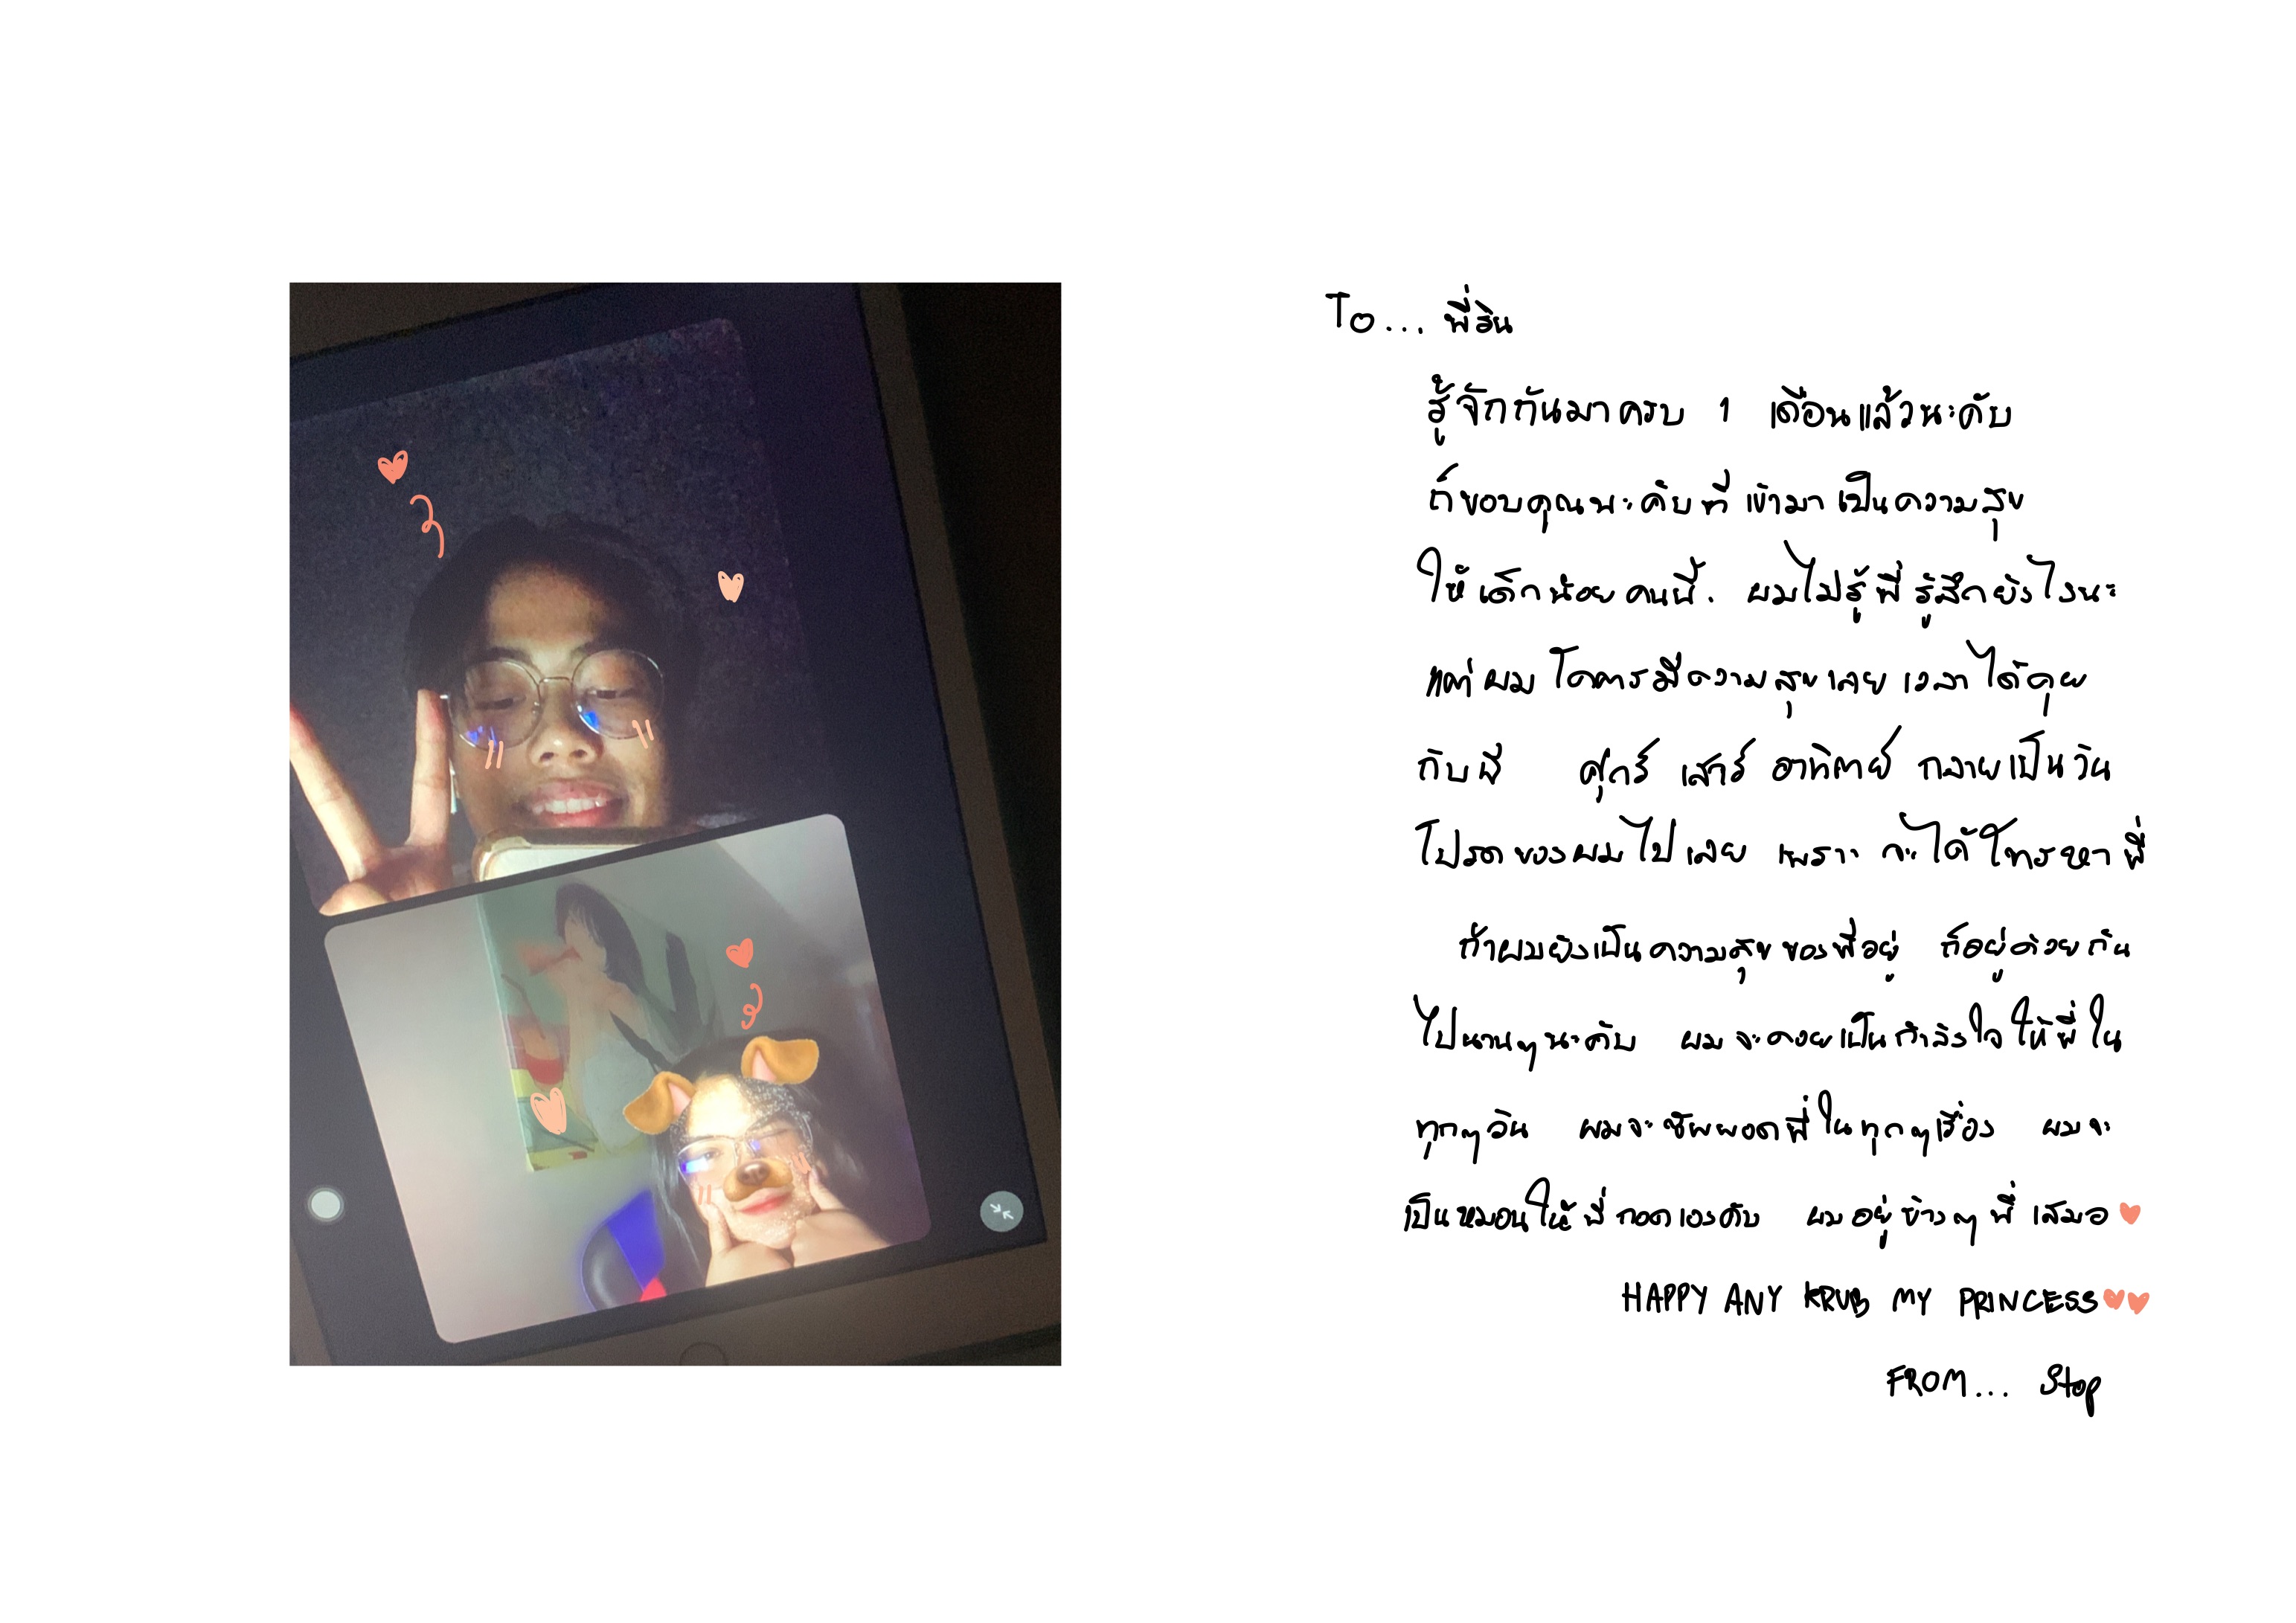 To... พี่ริน
รู้จักกันมาครบ 1 เดือนแล้วนะคับ
ก็ขอบคุณนะคับที่เข้ามาเป็นความสุข
ให้เด็กน้อยคนนี้. ผมไม่รู้พี่รู้สึกยังไงนะ
แต่ผมโคตรมีความสุขเลยเวลาได้คุย
กับพี่ ศุกร์ เสาร์ อาทิตย์ กลายเป็นวัน
โปรดของผมไปเลย เพราะ จะได้โทรหาพี่
ถ้าผมยังเป็นความสุขของพี่อยู่ ก็อยู่ด้วยกัน
ไปนานๆนะคับ ผมจะคอยเป็นกำลังใจให้พี่ใน
ทุกๆวัน ผมจะซัพพอตพี่ในทุกๆเรื่อง ผมจะ
เป็นหมอนให้พี่กอดเองคับ ผมอยู่ข้างๆพี่เสมอ
HAPPY ANY KRUB MY PRINCESS
FROM... Stop